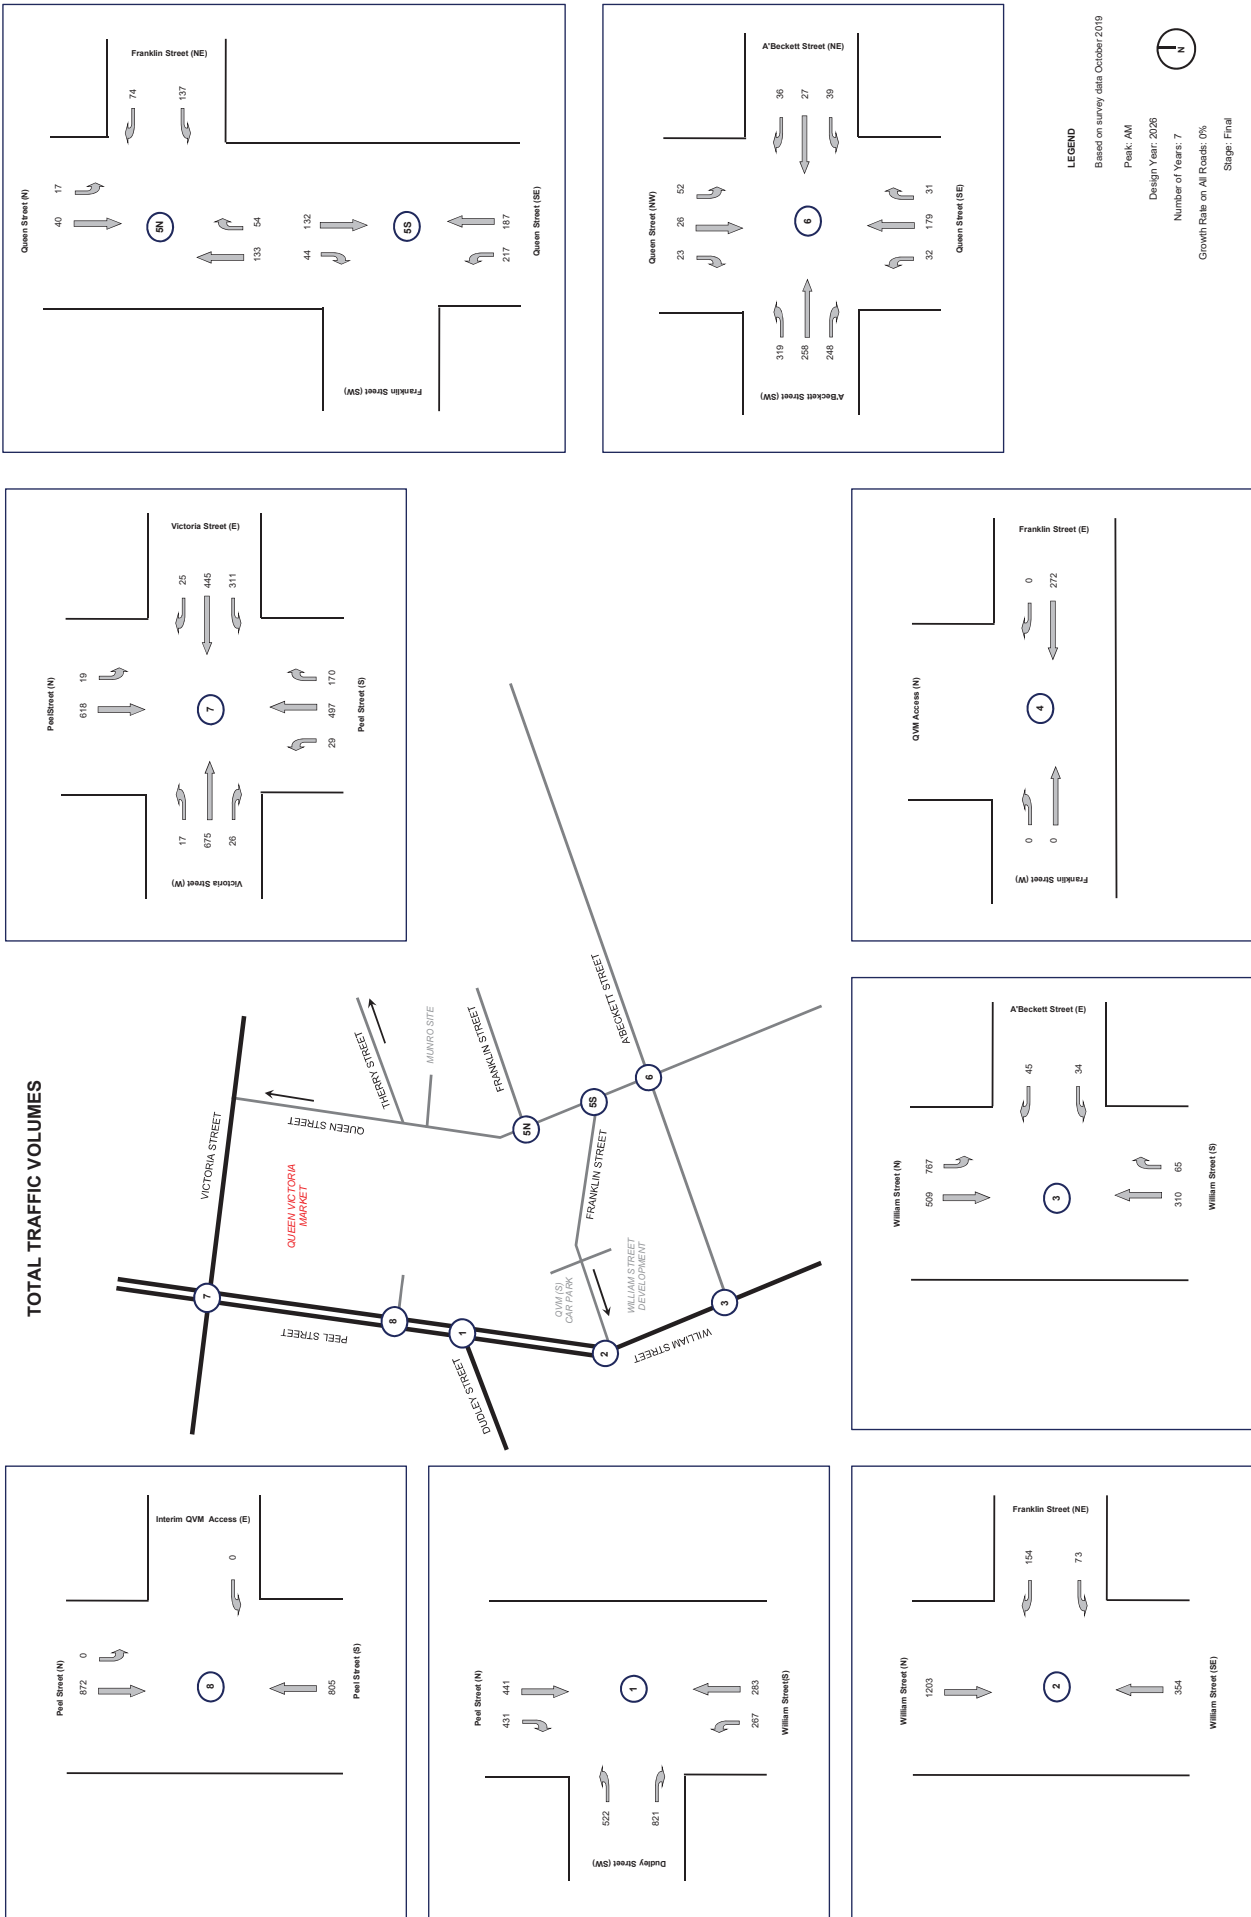 TOTAL TRAFFIC VOLUMES
Franklin Street (NE)
74
137
Queen Street (N)
40
17
5N
133
54
132
44
5S
187
217
Queen Street (SE)
Franklin Street (SW)
A'Beckett Street (NE)
36
27
39
Queen Street (NW)
52
26
23
6
31
179
32
Queen Street (SE)
319
258
248
A'Beckett Street (SW)
LEGEND
Based on survey data October 2019
Peak: AM
Design Year: 2026
Number of Years: 7
Growth Rate on All Roads: 0%
Stage: Final
N
Victoria Street (E)
25
445
311
PeelStreet (N)
618
19
7
170
497
29
Peel Street (S)
17
675
26
Victoria Street (W)
Franklin Street (E)
0
272
QVM Access (N)
4
0
0
Franklin Street (W)
VICTORIA STREET
QUEEN VICTORIA
MARKET
QUEEN STREET
THERRY STREET
MUNRO SITE
FRANKLIN STREET
A'BECKETT STREET
5N
5S
6
FRANKLIN STREET
QVM (S)
CAR PARK
WILLIAM STREET
DEVELOPMENT
7
PEEL STREET
8
1
DUDLEY STREET
2
WILLIAM STREET
3
A'Beckett Street (E)
45
34
William Street (N)
509
767
3
65
310
William Street (S)
Interim QVM Access (E)
0
Peel Street (N)
872
0
8
805
Peel Street (S)
Peel Street (N)
441
431
1
283
267
William Street(S)
522
821
Dudley Street (SW)
Franklin Street (NE)
154
73
William Street (N)
1203
2
354
William Street (SE)